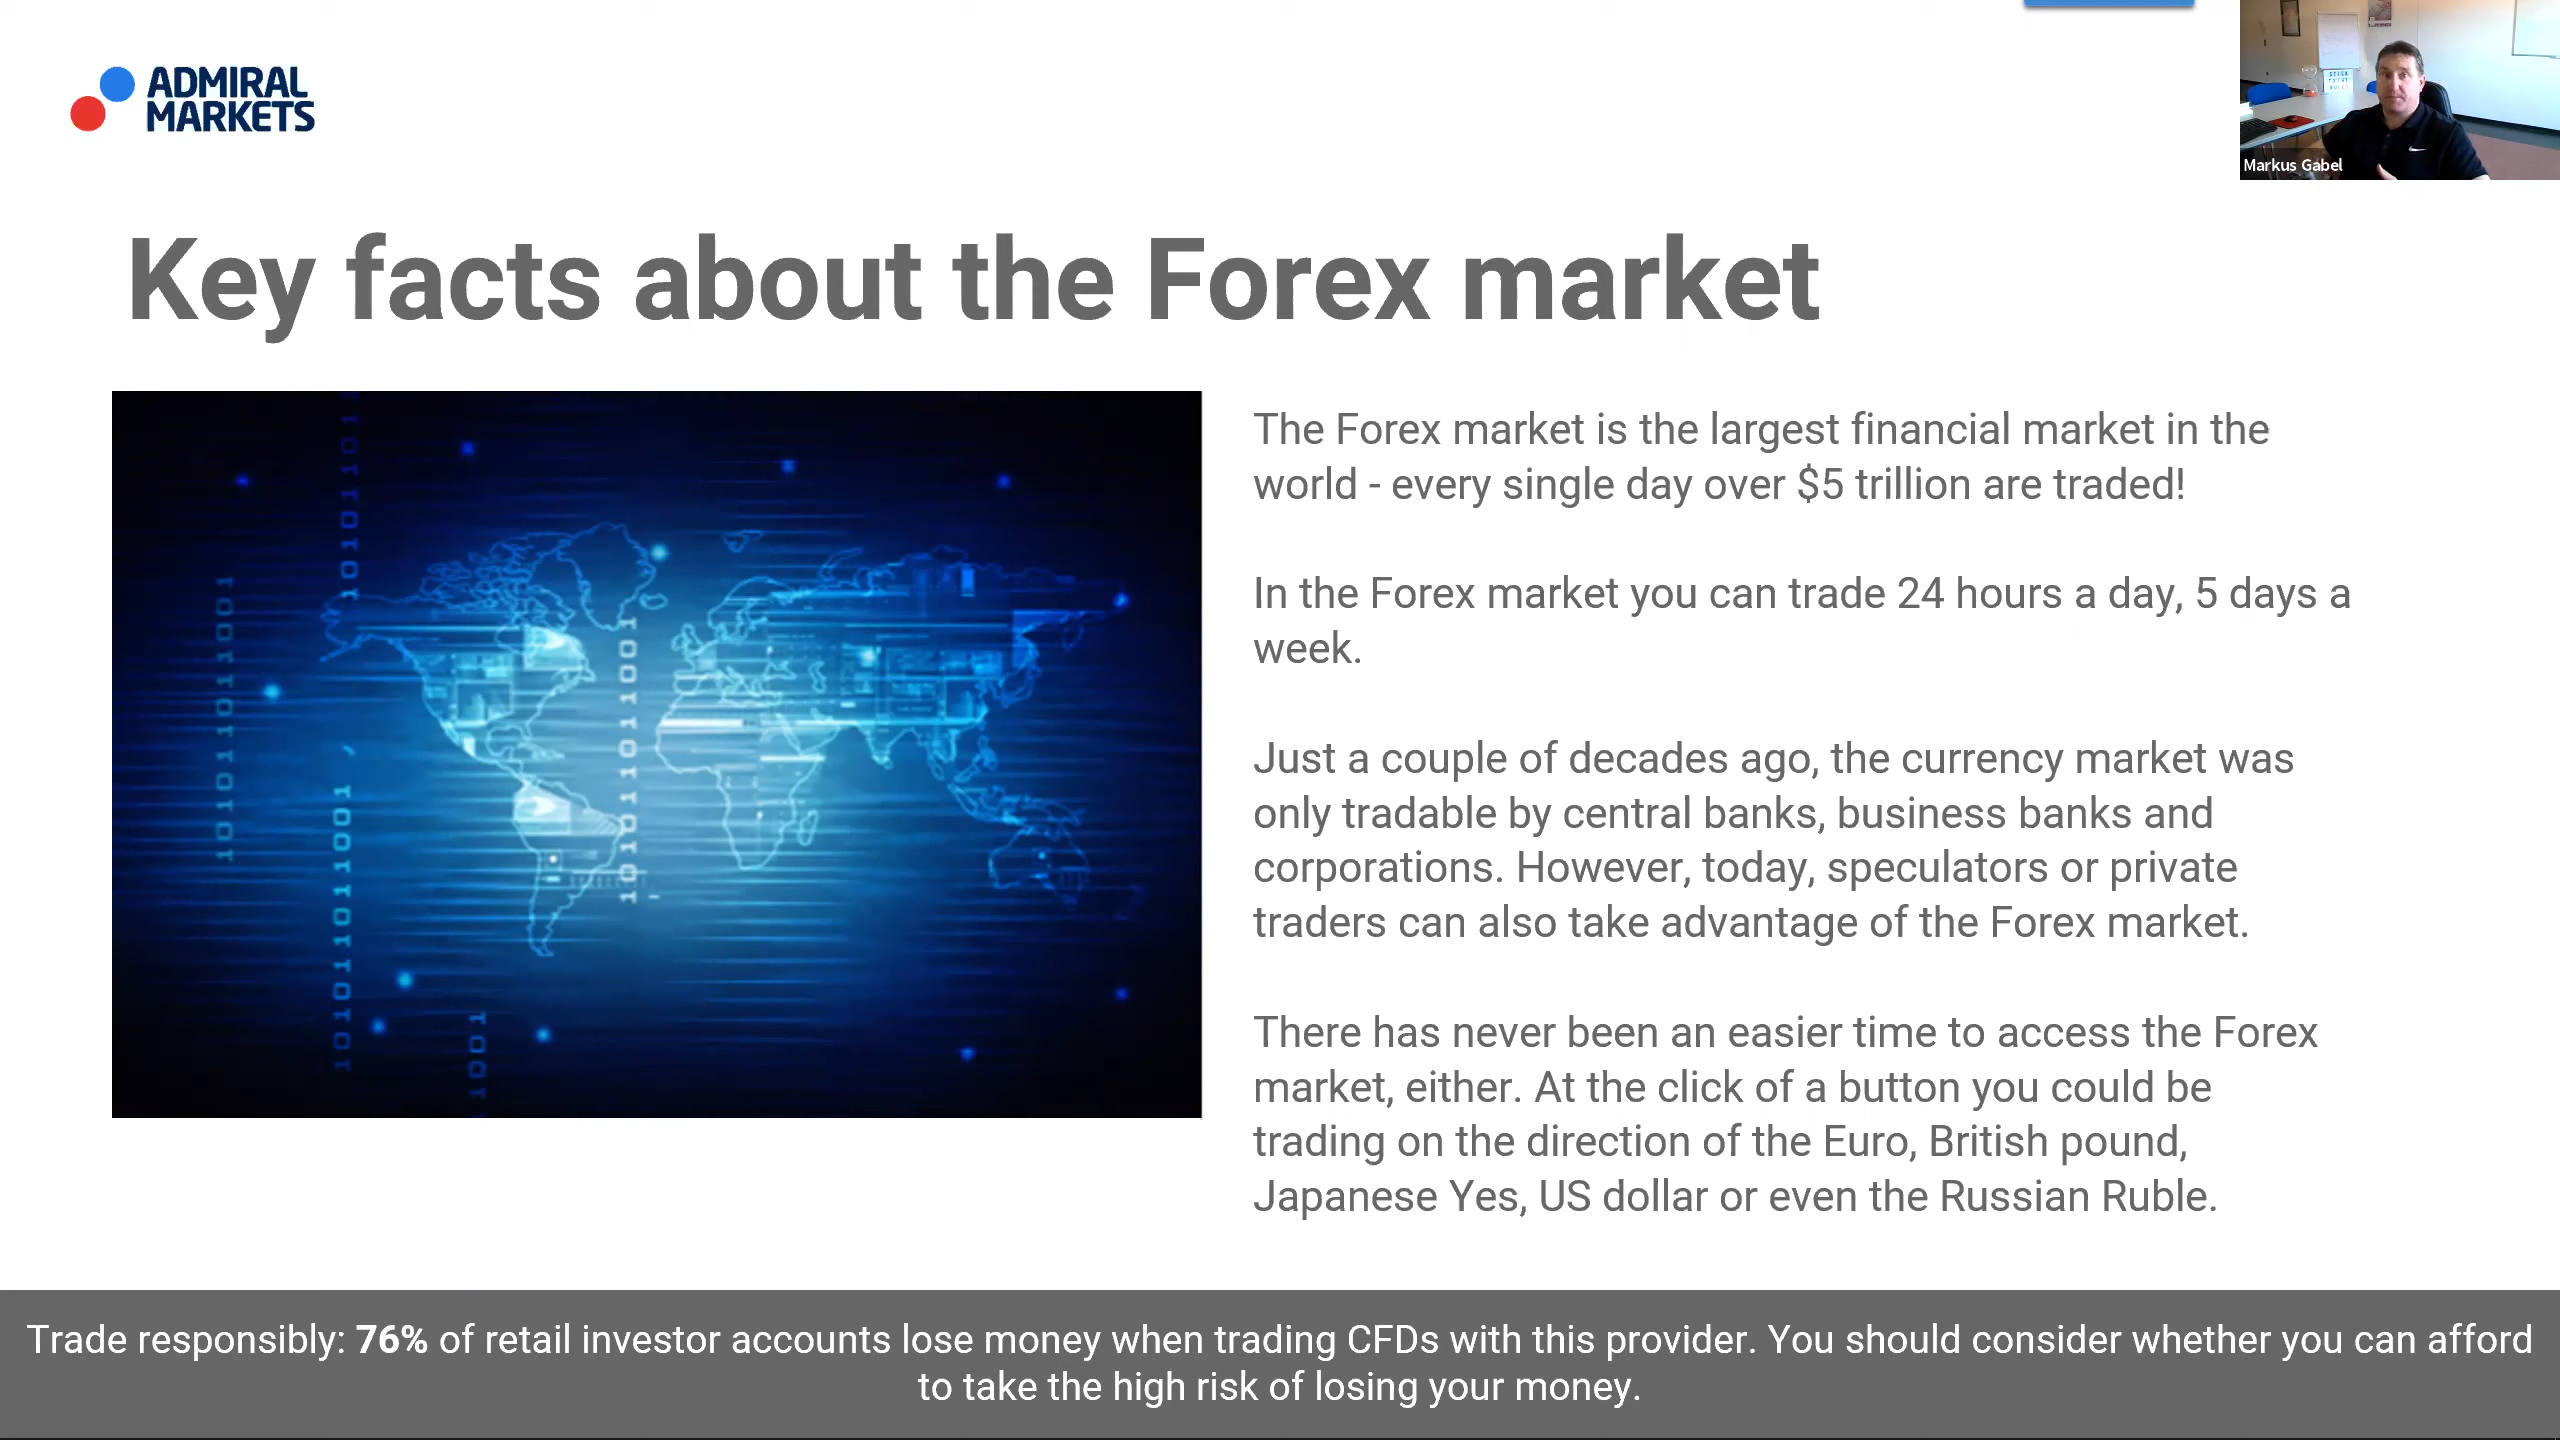 ADMIRAL
MARKETS
Markus Gabel
Key facts about the Forex market
The Forex market is the largest financial market in the
world - every single day over $5 trillion are traded!
In the Forex market you can trade 24 hours a day, 5 days a
week.
Just a couple of decades ago, the currency market was
only tradable by central banks, business banks and
corporations. However, today, speculators or private
traders can also take advantage of the Forex market.
There has never been an easier time to access the Forex
market, either. At the click of a button you could be
trading on the direction of the Euro, British pound,
Japanese Yes, US dollar or even the Russian Ruble.
Trade responsibly: 76% of retail investor accounts lose money when trading CFDs with this provider. You should consider whether you can afford
to take the high risk of losing your money.